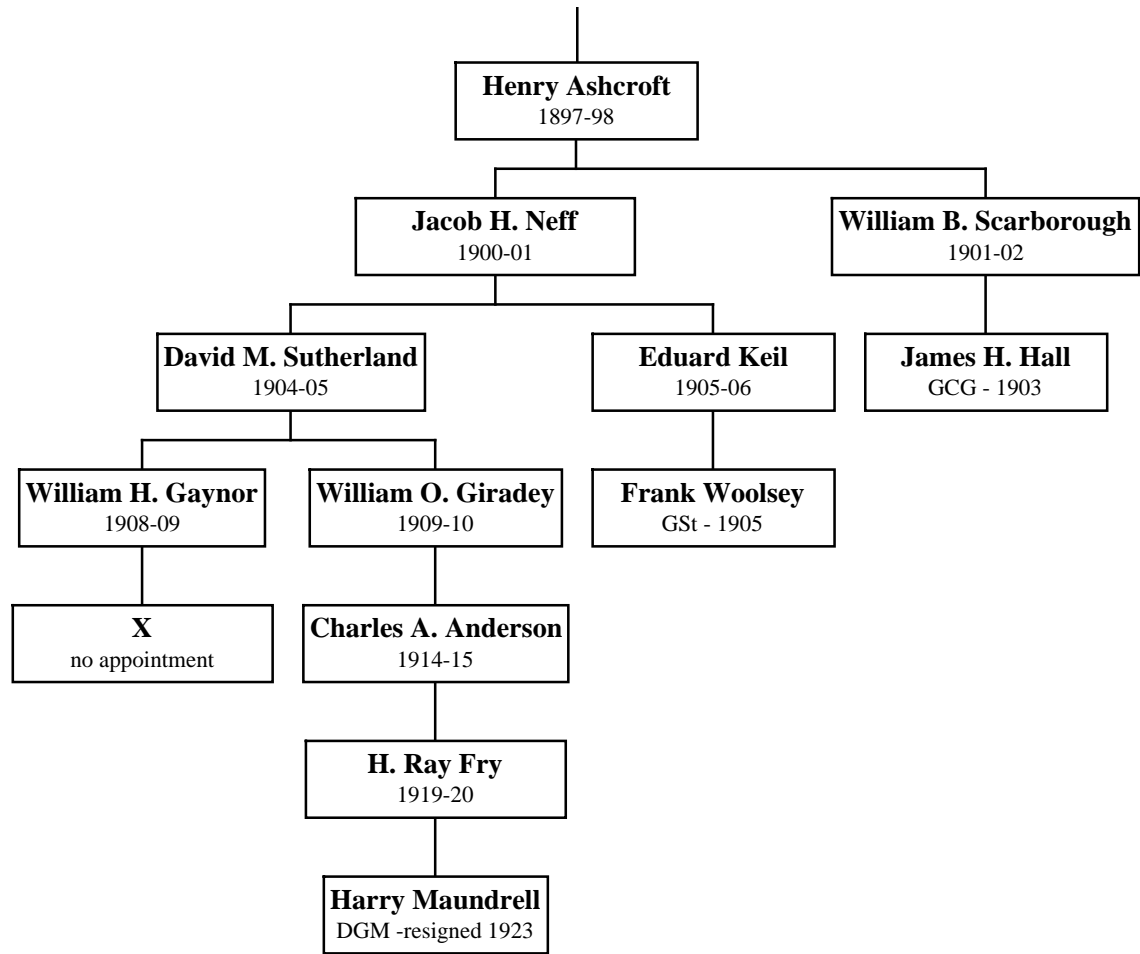 Henry Ashcroft
1897-98
Jacob H. Neff
1900-01
William B. Scarborough
1901-02
David M. Sutherland
1904-05
Eduard Keil
1905-06
James H. Hall
GCG - 1903
William H. Gaynor
1908-09
William O. Giradey
1909-10
Frank Woolsey
GSt - 1905
X
no appointment
Charles A. Anderson
1914-15
H. Ray Fry
1919-20
Harry Maundrell
DGM -resigned 1923